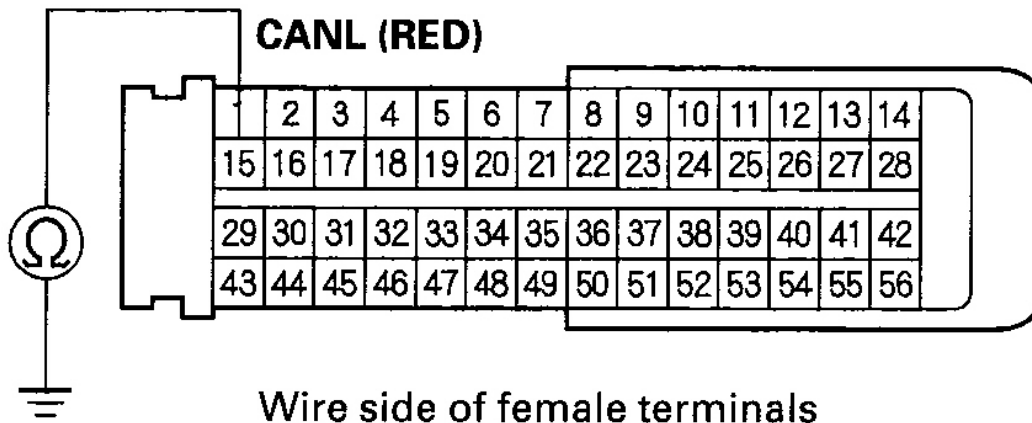 CANL (RED)
2 3 4 5 6 7 8 9 10 11 12 13 14
15 16 17 18 19 20 21 22 23 24 25 26 27 28
Ω
29 30 31 32 33 34 35 36 37 38 39 40 41 42
43 44 45 46 47 48 49 50 51 52 53 54 55 56
Wire side of female terminals